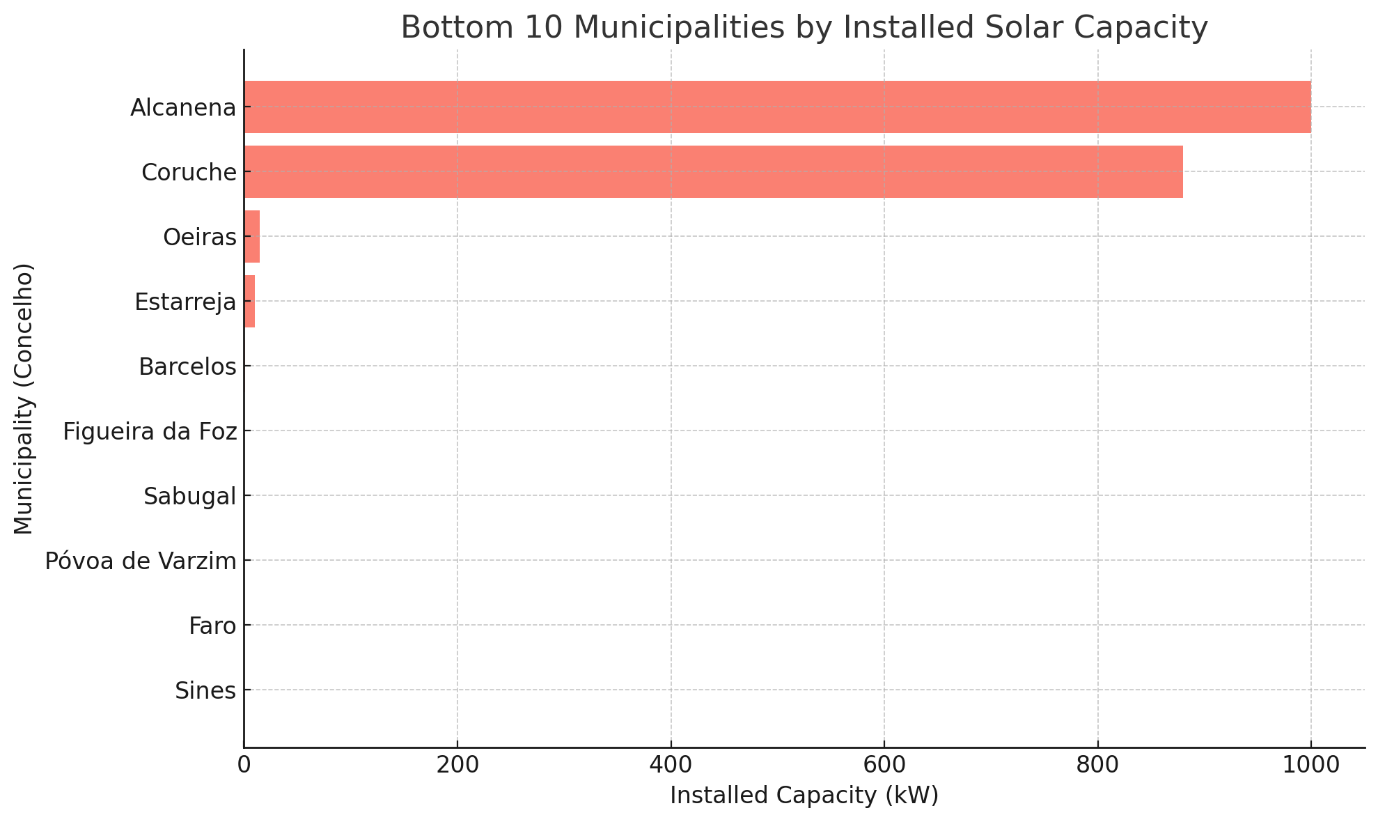 Bottom 10 Municipalities by Installed Solar Capacity
Municipality (Concelho)
Alcanena
Coruche
Oeiras
Estarreja
Barcelos
Figueira da Foz
Sabugal
Póvoa de Varzim
Faro
Sines
0 200 400 600 800 1000
Installed Capacity (kW)